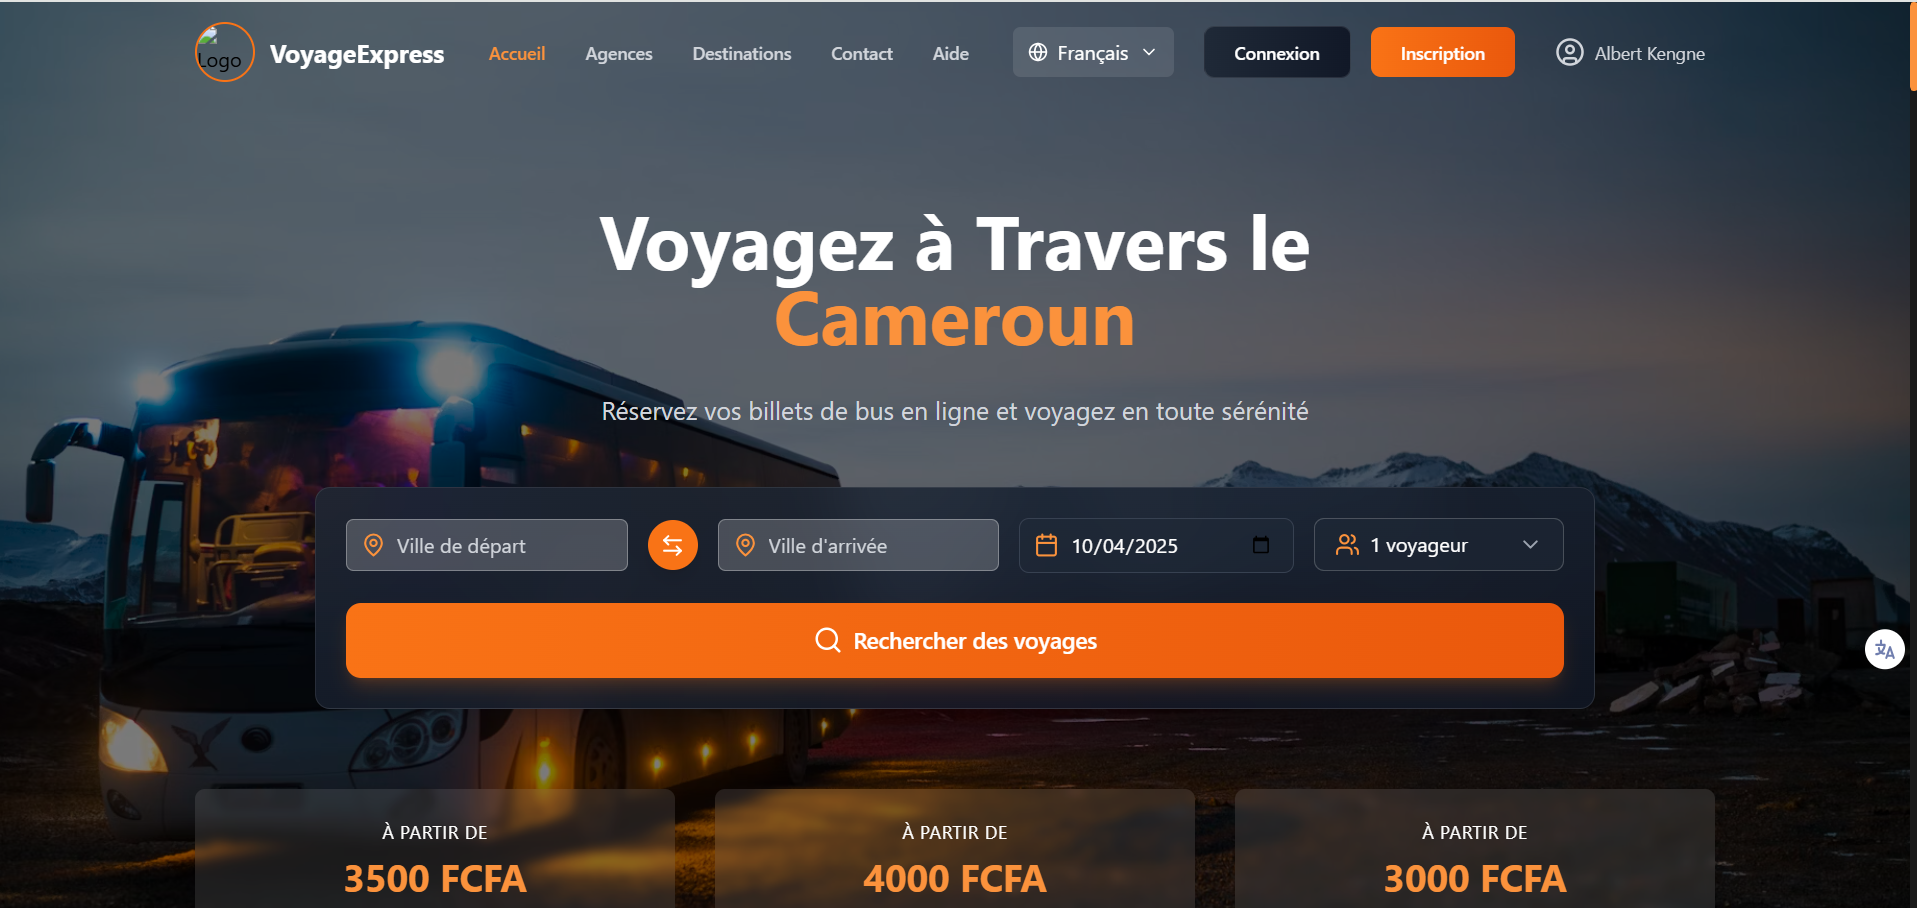 Logo
VoyageExpress
Accueil
Agences
Destinations
Contact
Aide
Français
Connexion
Inscription
Albert Kengne
Voyagez à Travers le
Cameroun
Réservez vos billets de bus en ligne et voyagez en toute sérénité
Ville de départ
Ville d'arrivée
10/04/2025
1 voyageur
Rechercher des voyages
À PARTIR DE
3500 FCFA
À PARTIR DE
4000 FCFA
À PARTIR DE
3000 FCFA